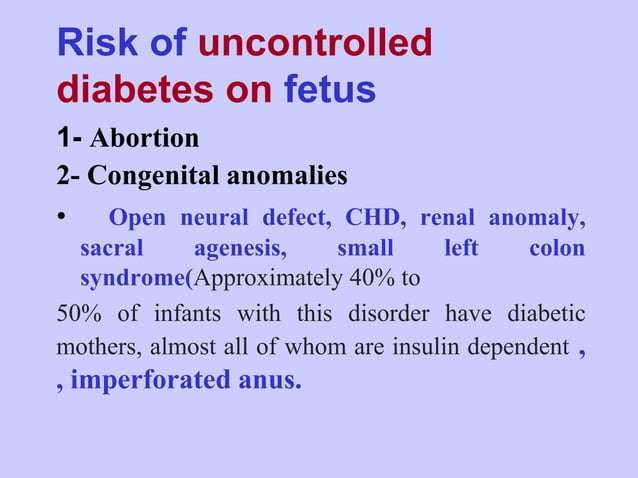 Risk of uncontrolled
diabetes on fetus
1- Abortion
2- Congenital anomalies
• Open neural defect, CHD, renal anomaly,
sacral agenesis, small left colon
syndrome(Approximately 40% to
50% of infants with this disorder have diabetic
mothers, almost all of whom are insulin dependent ,
, imperforated anus.